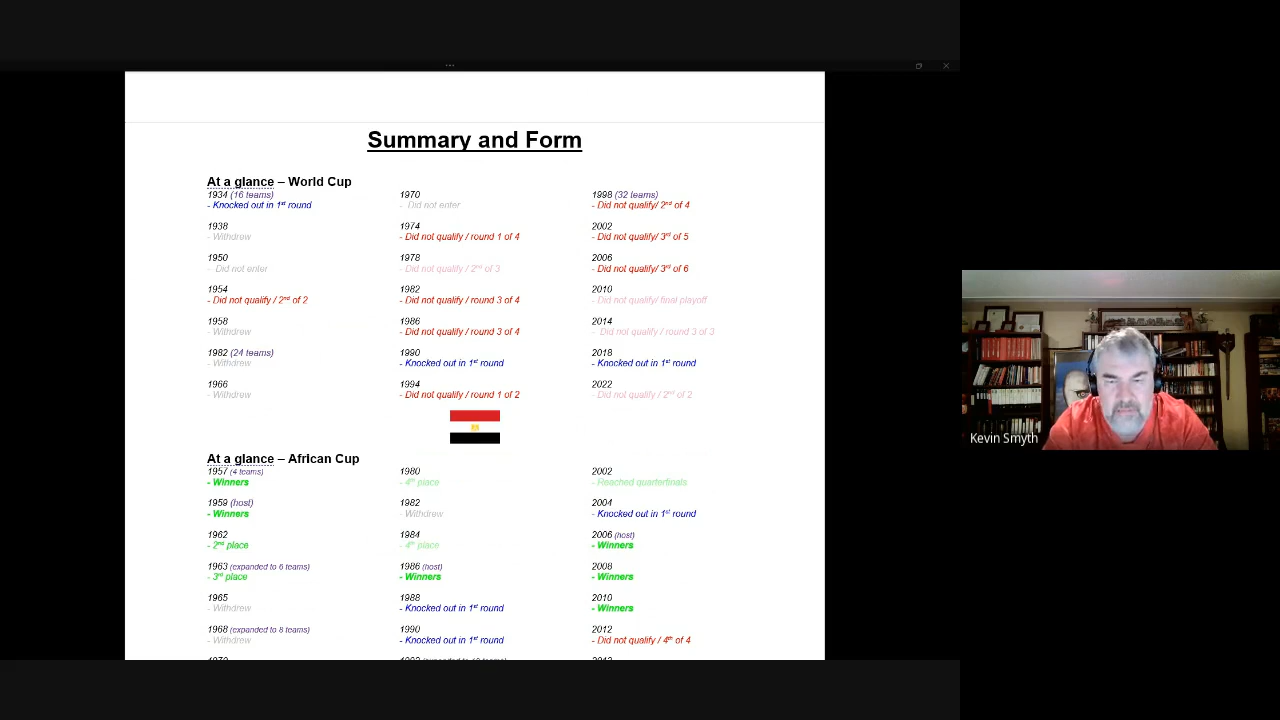 Summary and Form
At a glance – World Cup
1934 (16 teams)
- Knocked out in 1st round
1938
- Withdrew
1950
- Did not enter
1954
- Did not qualify / 2nd of 2
1958
- Withdrew
1982 (24 teams)
- Withdrew
1966
- Withdrew
1970
- Did not enter
1974
- Did not qualify / round 1 of 4
1978
- Did not qualify / 2nd of 3
1982
- Did not qualify / round 3 of 4
1986
- Did not qualify / round 3 of 4
1990
- Knocked out in 1st round
1994
- Did not qualify / round 1 of 2
1998 (32 teams)
- Did not qualify/ 2nd of 4
2002
- Did not qualify/ 3rd of 5
2006
- Did not qualify/ 3rd of 6
2010
- Did not qualify/ final playoff
2014
- Did not qualify / round 3 of 3
2018
- Knocked out in 1st round
2022
- Did not qualify / 2nd of 2
At a glance – African Cup
1957 (4 teams)
- Winners
1959 (host)
- Winners
1962
- 2nd place
1963 (expanded to 6 teams)
- 3rd place
1965
- Withdrew
1968 (expanded to 8 teams)
- Withdrew
1980
- 4th place
1982
- Withdrew
1984
- 4th place
1986 (host)
- Winners
1988
- Knocked out in 1st round
1990
- Knocked out in 1st round
2002
- Reached quarterfinals
2004
- Knocked out in 1st round
2006 (host)
- Winners
2008
- Winners
2010
- Winners
2012
- Did not qualify / 4th of 4
Kevin Smyth